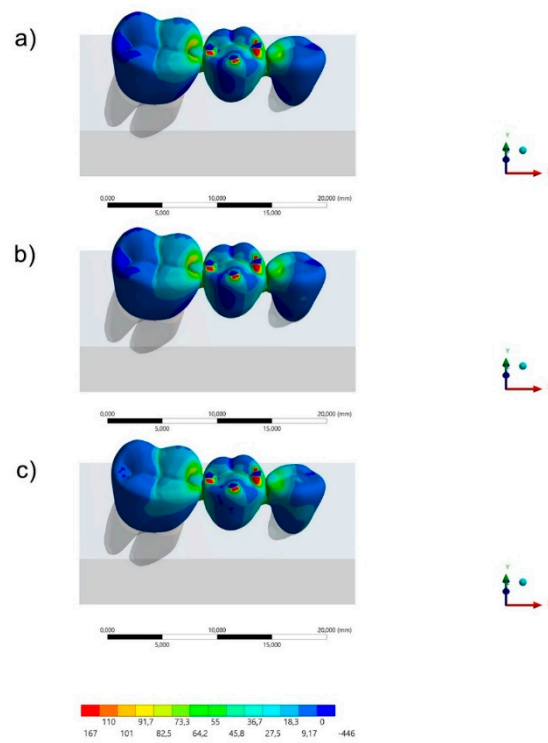 a)
Y
0,000 10,000 20,000 (mm)
5,000 15,000
b)
Y
0,000 10,000 20,000 (mm)
5,000 15,000
c)
Y
0,000 10,000 20,000 (mm)
5,000 15,000
110 91,7 73,3 55 36,7 18,3 0
167 101 82,5 64,2 45,8 27,5 9,17 -446